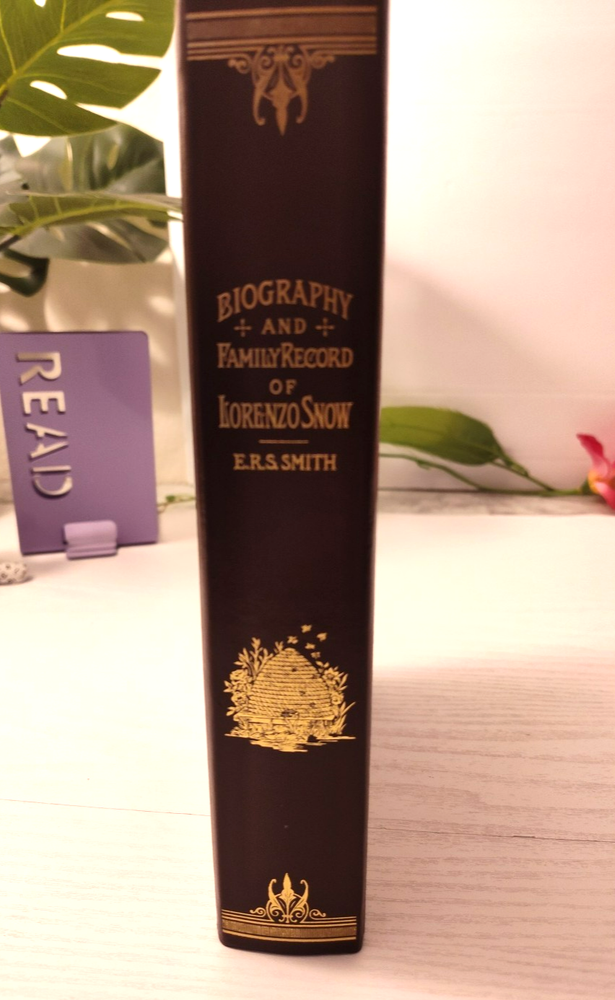 BIOGRAPHY
AND
FAMILY RECORD
OF
LORENZO SNOW
E.R.S. SMITH
READ